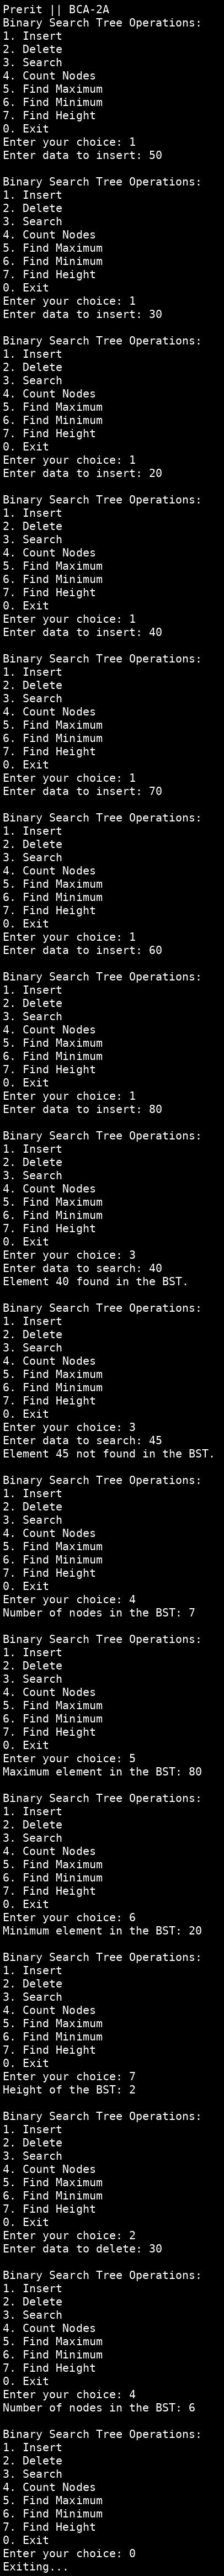 Prerit || BCA-2A
Binary Search Tree Operations:
1. Insert
2. Delete
3. Search
4. Count Nodes
5. Find Maximum
6. Find Minimum
7. Find Height
0. Exit
Enter your choice: 1
Enter data to insert: 50

Binary Search Tree Operations:
1. Insert
2. Delete
3. Search
4. Count Nodes
5. Find Maximum
6. Find Minimum
7. Find Height
0. Exit
Enter your choice: 1
Enter data to insert: 30

Binary Search Tree Operations:
1. Insert
2. Delete
3. Search
4. Count Nodes
5. Find Maximum
6. Find Minimum
7. Find Height
0. Exit
Enter your choice: 1
Enter data to insert: 20

Binary Search Tree Operations:
1. Insert
2. Delete
3. Search
4. Count Nodes
5. Find Maximum
6. Find Minimum
7. Find Height
0. Exit
Enter your choice: 1
Enter data to insert: 40

Binary Search Tree Operations:
1. Insert
2. Delete
3. Search
4. Count Nodes
5. Find Maximum
6. Find Minimum
7. Find Height
0. Exit
Enter your choice: 1
Enter data to insert: 70

Binary Search Tree Operations:
1. Insert
2. Delete
3. Search
4. Count Nodes
5. Find Maximum
6. Find Minimum
7. Find Height
0. Exit
Enter your choice: 1
Enter data to insert: 60

Binary Search Tree Operations:
1. Insert
2. Delete
3. Search
4. Count Nodes
5. Find Maximum
6. Find Minimum
7. Find Height
0. Exit
Enter your choice: 1
Enter data to insert: 80

Binary Search Tree Operations:
1. Insert
2. Delete
3. Search
4. Count Nodes
5. Find Maximum
6. Find Minimum
7. Find Height
0. Exit
Enter your choice: 3
Enter data to search: 40
Element 40 found in the BST.

Binary Search Tree Operations:
1. Insert
2. Delete
3. Search
4. Count Nodes
5. Find Maximum
6. Find Minimum
7. Find Height
0. Exit
Enter your choice: 3
Enter data to search: 45
Element 45 not found in the BST.

Binary Search Tree Operations:
1. Insert
2. Delete
3. Search
4. Count Nodes
5. Find Maximum
6. Find Minimum
7. Find Height
0. Exit
Enter your choice: 4
Number of nodes in the BST: 7

Binary Search Tree Operations:
1. Insert
2. Delete
3. Search
4. Count Nodes
5. Find Maximum
6. Find Minimum
7. Find Height
0. Exit
Enter your choice: 5
Maximum element in the BST: 80

Binary Search Tree Operations:
1. Insert
2. Delete
3. Search
4. Count Nodes
5. Find Maximum
6. Find Minimum
7. Find Height
0. Exit
Enter your choice: 6
Minimum element in the BST: 20

Binary Search Tree Operations:
1. Insert
2. Delete
3. Search
4. Count Nodes
5. Find Maximum
6. Find Minimum
7. Find Height
0. Exit
Enter your choice: 7
Height of the BST: 2

Binary Search Tree Operations:
1. Insert
2. Delete
3. Search
4. Count Nodes
5. Find Maximum
6. Find Minimum
7. Find Height
0. Exit
Enter your choice: 2
Enter data to delete: 30

Binary Search Tree Operations:
1. Insert
2. Delete
3. Search
4. Count Nodes
5. Find Maximum
6. Find Minimum
7. Find Height
0. Exit
Enter your choice: 4
Number of nodes in the BST: 6

Binary Search Tree Operations:
1. Insert
2. Delete
3. Search
4. Count Nodes
5. Find Maximum
6. Find Minimum
7. Find Height
0. Exit
Enter your choice: 0
Exiting...